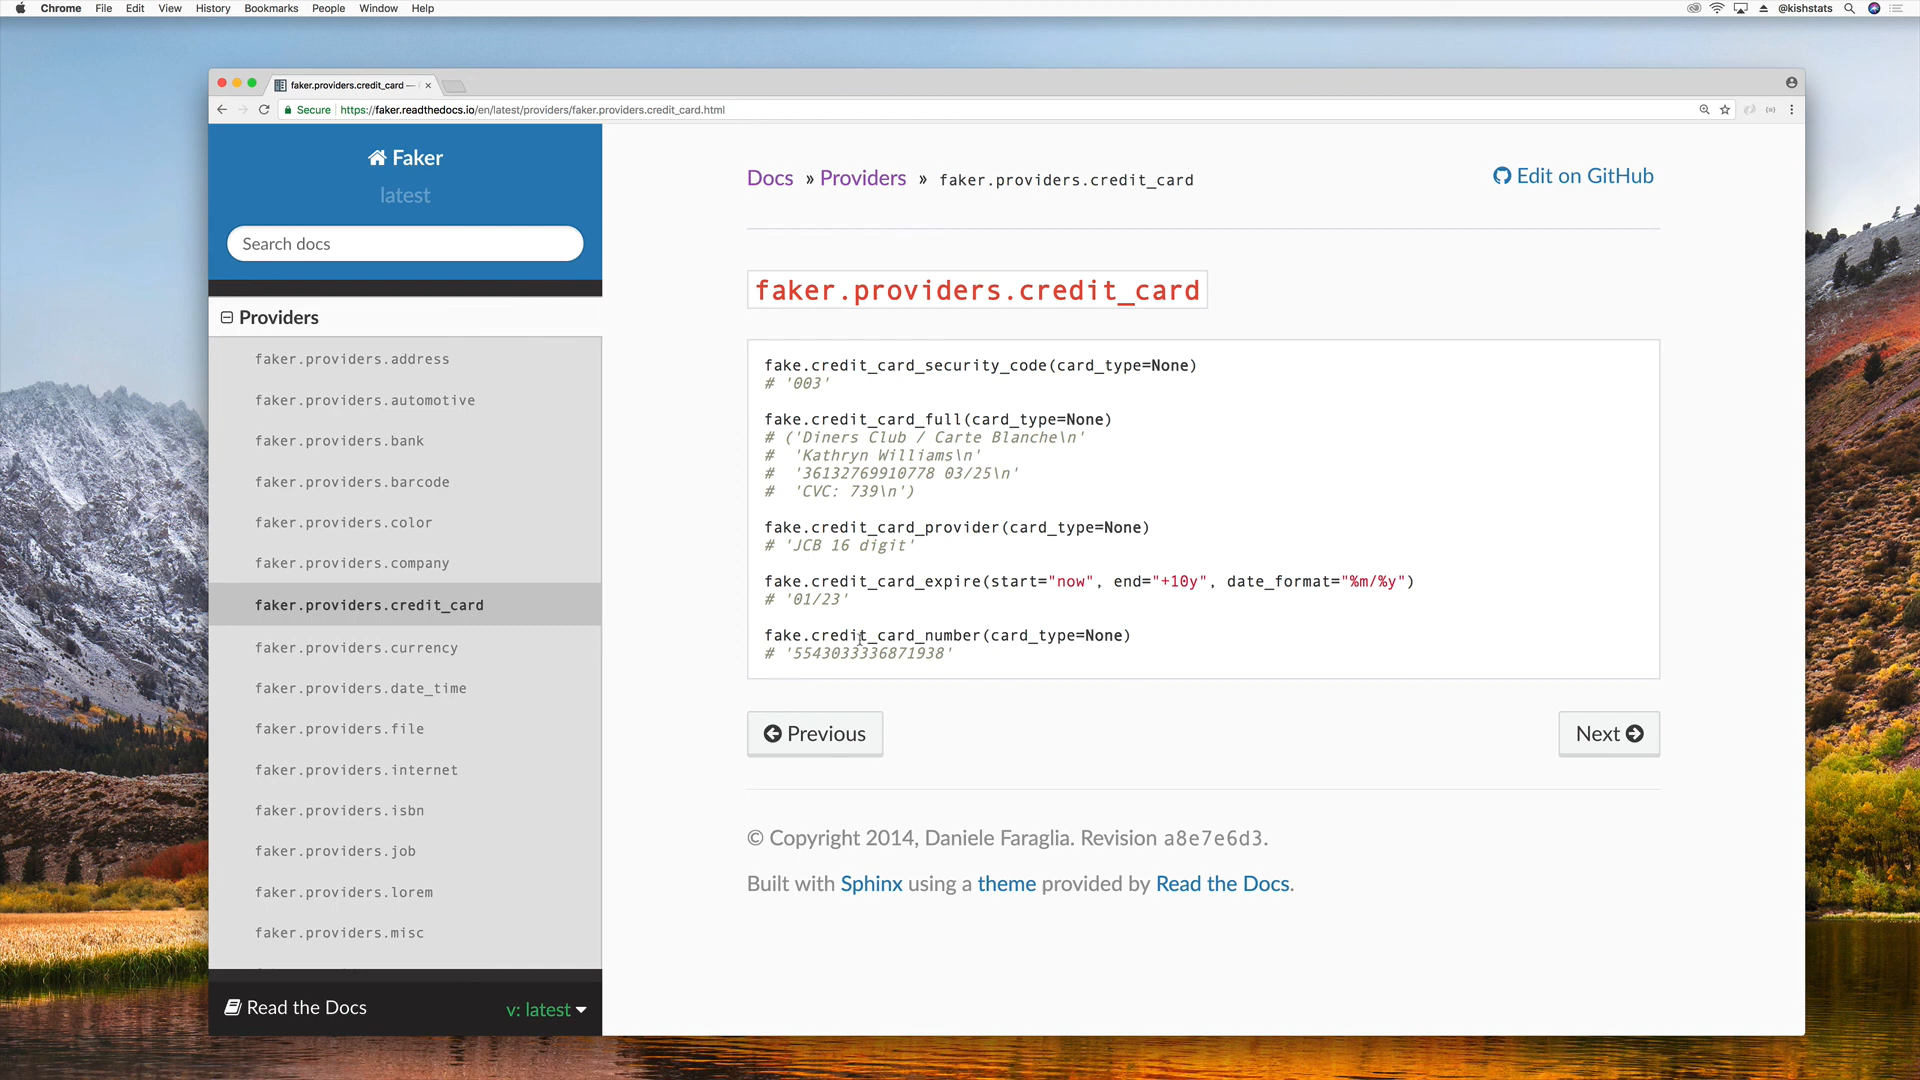 Chrome File Edit View History Bookmarks People Window Help
@kishstats
faker.providers.credit_card —
Secure https://faker.readthedocs.io/en/latest/providers/faker.providers.credit_card.html
Faker
latest
Search docs
Providers
faker.providers.address
faker.providers.automotive
faker.providers.bank
faker.providers.barcode
faker.providers.color
faker.providers.company
faker.providers.credit_card
faker.providers.currency
faker.providers.date_time
faker.providers.file
faker.providers.internet
faker.providers.isbn
faker.providers.job
faker.providers.lorem
faker.providers.misc
Read the Docs v: latest
Docs » Providers » faker.providers.credit_card
Edit on GitHub
faker.providers.credit_card
fake.credit_card_security_code(card_type=None)
# '003'
fake.credit_card_full(card_type=None)
# ('Diners Club / Carte Blanche\n'
# 'Kathryn Williams\n'
# '36132769910778 03/25\n'
# 'CVC: 739\n')
fake.credit_card_provider(card_type=None)
# 'JCB 16 digit'
fake.credit_card_expire(start="now", end="+10y", date_format="%m/%y")
# '01/23'
fake.credit_card_number(card_type=None)
# '5543033336871938'
Previous
Next
© Copyright 2014, Daniele Faraglia. Revision a8e7e6d3.
Built with Sphinx using a theme provided by Read the Docs.